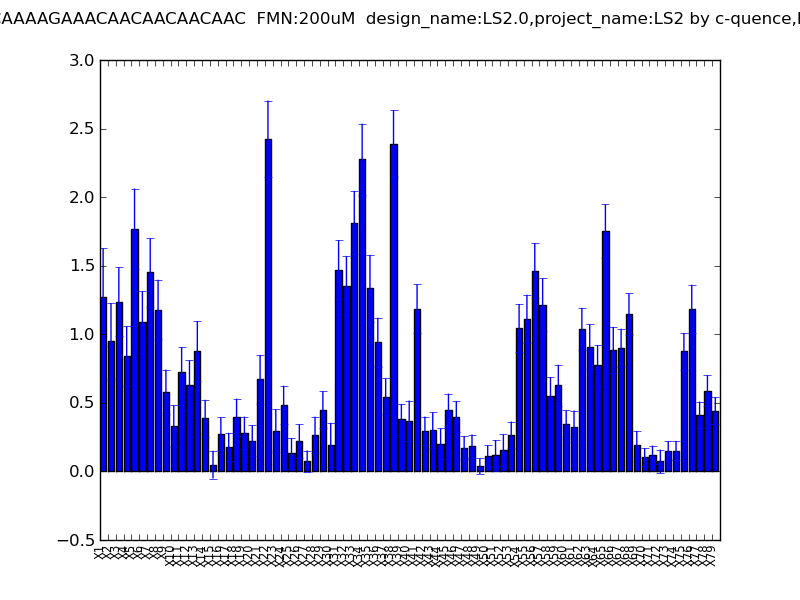 CAAAAGAAACAACAACAACAAC FMN:200uM design_name:LS2.0,project_name:LS2 by c-quence,
3.0
2.5
2.0
1.5
1.0
0.5
0.0
−0.5
X1
X2
X3
X4
X5
X6
X7
X8
X9
X10
X11
X12
X13
X14
X15
X16
X17
X18
X19
X20
X21
X22
X23
X24
X25
X26
X27
X28
X29
X30
X31
X32
X33
X34
X35
X36
X37
X38
X39
X40
X41
X42
X43
X44
X45
X46
X47
X48
X49
X50
X51
X52
X53
X54
X55
X56
X57
X58
X59
X60
X61
X62
X63
X64
X65
X66
X67
X68
X69
X70
X71
X72
X73
X74
X75
X76
X77
X78
X79